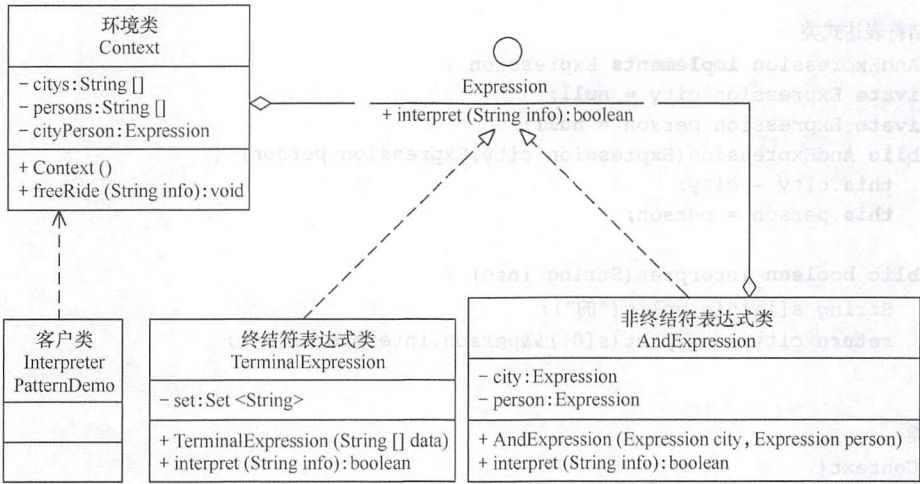 环境类
Context
− citys:String []
− persons:String []
− cityPerson:Expression
+ Context ()
+ freeRide (String info):void
Expression
+ interpret (String info):boolean
客户类
Interpreter
PatternDemo
终结符表达式类
TerminalExpression
− set:Set <String>
+ TerminalExpression (String [] data)
+ interpret (String info):boolean
非终结符表达式类
AndExpression
− city:Expression
− person:Expression
+ AndExpression (Expression city, Expression person)
+ interpret (String info):boolean